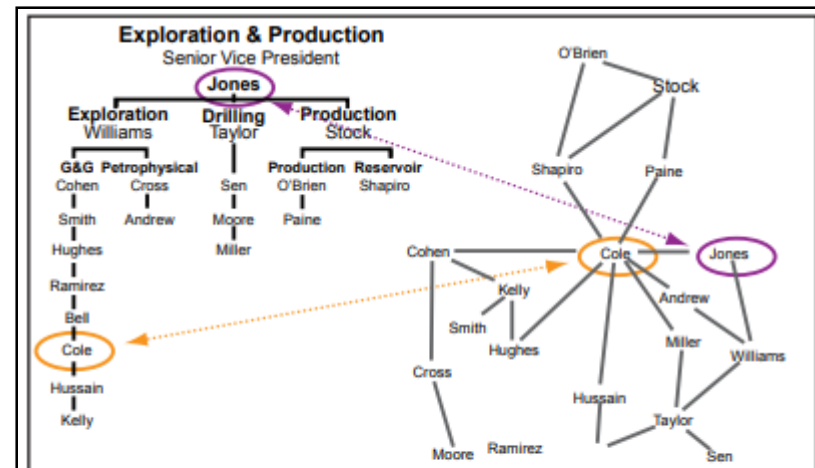 Exploration & Production
Senior Vice President
Jones
Exploration Drilling Production
Williams Taylor Stock
G&G Petrophysical Production Reservoir
Cohen Cross Sen O'Brien Shapiro
Smith Andrew Moore Paine
Hughes Miller
Ramirez
Bell
Cole
Hussain
Kelly
O'Brien
Stock
Shapiro Paine
Cohen Cole Jones
Kelly Andrew
Smith Miller Williams
Hughes
Cross Hussain
Taylor
Moore Ramirez Sen